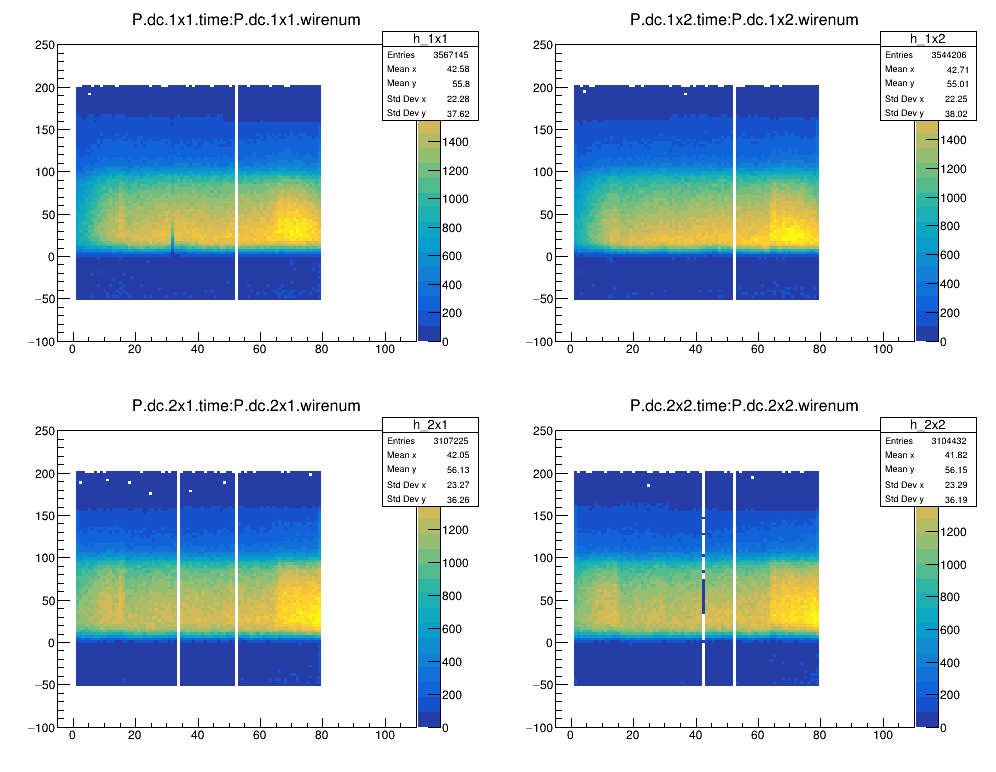 P.dc.1x1.time:P.dc.1x1.wirenum
h_1x1
Entries 3567145
Mean x 42.58
Mean y 55.8
Std Dev x 22.28
Std Dev y 37.62
250
200
150
100
50
0
−50
−100
0 20 40 60 80 100
1400
1200
1000
800
600
400
200
0
P.dc.1x2.time:P.dc.1x2.wirenum
h_1x2
Entries 3544206
Mean x 42.71
Mean y 55.01
Std Dev x 22.25
Std Dev y 38.02
250
200
150
100
50
0
−50
−100
0 20 40 60 80 100
1400
1200
1000
800
600
400
200
0
P.dc.2x1.time:P.dc.2x1.wirenum
h_2x1
Entries 3107225
Mean x 42.05
Mean y 56.13
Std Dev x 23.27
Std Dev y 36.26
250
200
150
100
50
0
−50
−100
0 20 40 60 80 100
1200
1000
800
600
400
200
0
P.dc.2x2.time:P.dc.2x2.wirenum
h_2x2
Entries 3104432
Mean x 41.82
Mean y 56.15
Std Dev x 23.29
Std Dev y 36.19
250
200
150
100
50
0
−50
−100
0 20 40 60 80 100
1200
1000
800
600
400
200
0